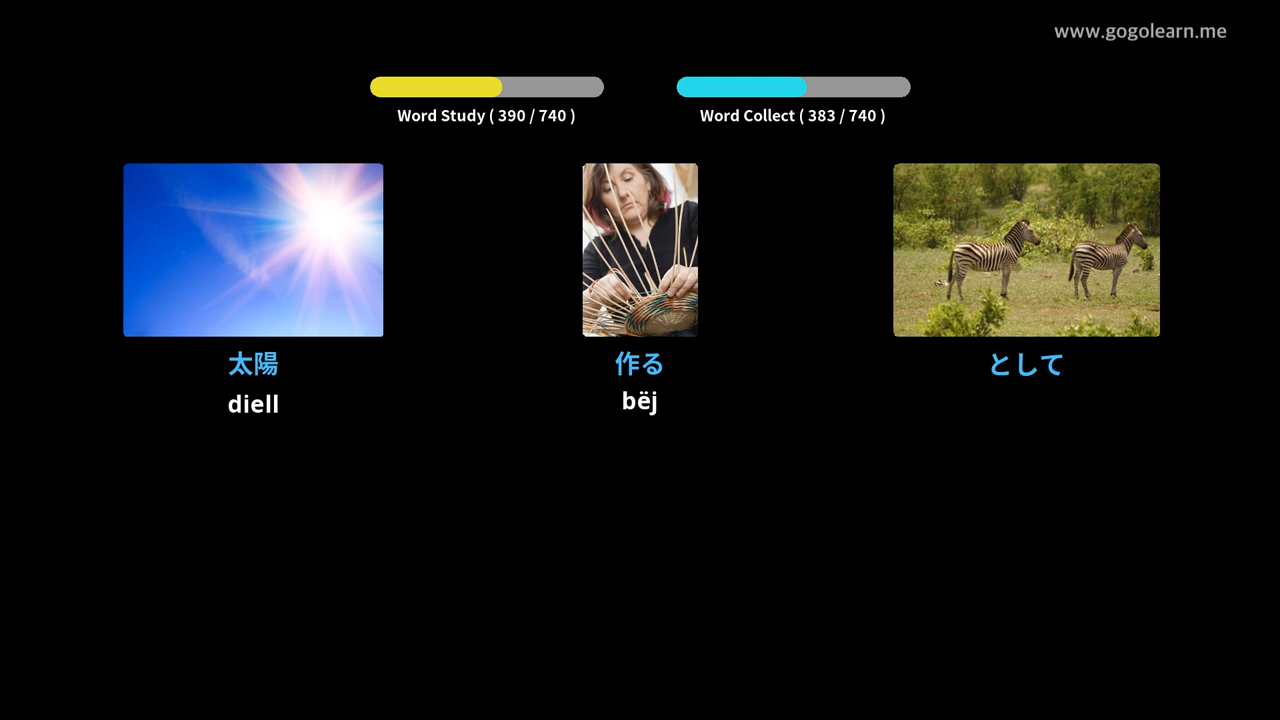 www.gogolearn.me
Word Study ( 390 / 740 )
Word Collect ( 383 / 740 )
太陽
diell
作る
bëj
として